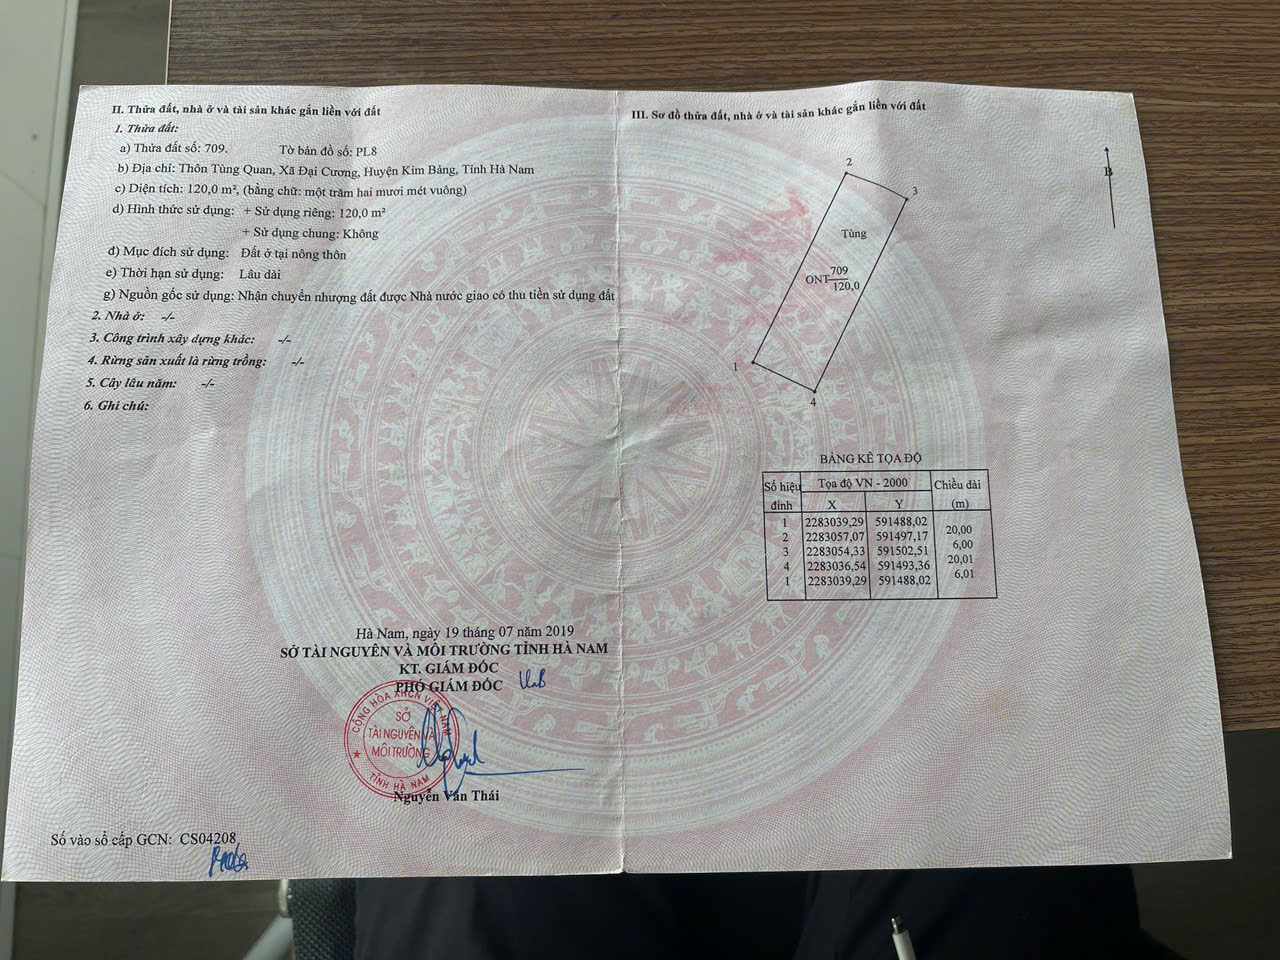 II. Thửa đất, nhà ở và tài sản khác gắn liền với đất
1. Thửa đất:
a) Thửa đất số: 709. Tờ bản đồ số: PL8
b) Địa chỉ: Thôn Tùng Quan, Xã Đại Cương, Huyện Kim Bảng, Tỉnh Hà Nam
c) Diện tích: 120,0 m², (bằng chữ: một trăm hai mươi mét vuông)
d) Hình thức sử dụng: + Sử dụng riêng: 120,0 m²
+ Sử dụng chung: Không
đ) Mục đích sử dụng: Đất ở tại nông thôn
e) Thời hạn sử dụng: Lâu dài
g) Nguồn gốc sử dụng: Nhận chuyển nhượng đất được Nhà nước giao có thu tiền sử dụng đất
2. Nhà ở: -/-
3. Công trình xây dựng khác: -/-
4. Rừng sản xuất là rừng trồng: -/-
5. Cây lâu năm: -/-
6. Ghi chú:
Hà Nam, ngày 19 tháng 07 năm 2019
SỞ TÀI NGUYÊN VÀ MÔI TRƯỜNG TỈNH HÀ NAM
KT. GIÁM ĐỐC
PHÓ GIÁM ĐỐC
CỘNG HÒA XHCN VIỆT NAM
SỞ
TÀI NGUYÊN VÀ
MÔI TRƯỜNG
TỈNH HÀ NAM
Nguyễn Văn Thái
Số vào sổ cấp GCN: CS04208
III. Sơ đồ thửa đất, nhà ở và tài sản khác gắn liền với đất
B
2
3
Tùng
ONT 709
120,0
1
4
BẢNG KÊ TỌA ĐỘ
Số hiệu đỉnh Tọa độ VN - 2000 Chiều dài (m)
X Y
1 2283039,29 591488,02
20,00
2 2283057,07 591497,17
6,00
3 2283054,33 591502,51
20,01
4 2283036,54 591493,36
6,01
1 2283039,29 591488,02